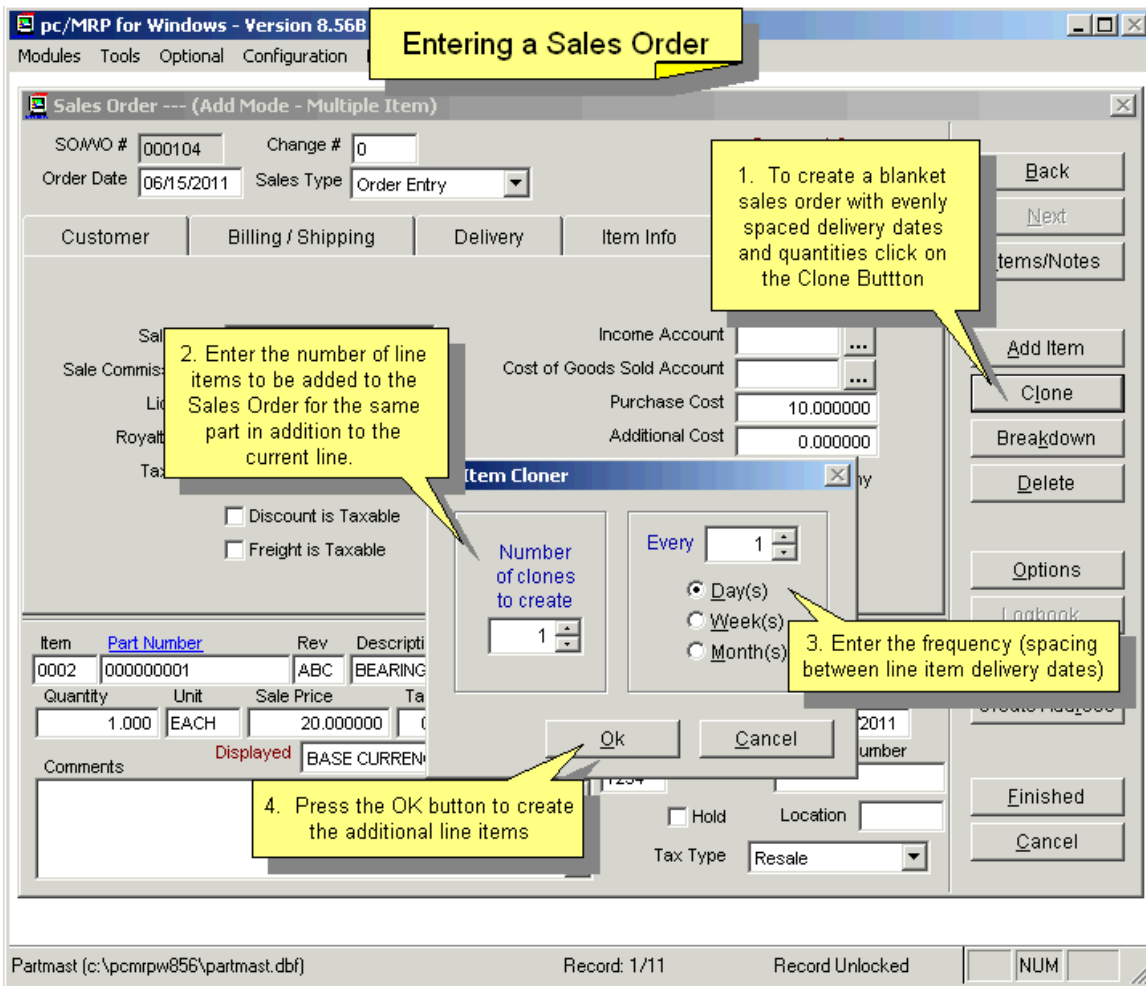 pc/MRP for Windows - Version 8.56B
Entering a Sales Order
Modules Tools Optional Configuration
Sales Order --- (Add Mode - Multiple Item)
SO/WO # 000104 Change # 0
Order Date 06/15/2011 Sales Type Order Entry
Customer Billing / Shipping Delivery Item Info
1. To create a blanket
sales order with evenly
spaced delivery dates
and quantities click on
the Clone Buttton
Back
Next
Items/Notes
Add Item
Clone
Breakdown
Delete
Options
Logbook
Finished
Cancel
2. Enter the number of line
items to be added to the
Sales Order for the same
part in addition to the
current line.
Income Account ...
Cost of Goods Sold Account ...
Purchase Cost 10.000000
Additional Cost 0.000000
Discount is Taxable
Freight is Taxable
Item Cloner
Number
of clones
to create
1
Every 1
Day(s)
Week(s)
Month(s)
Ok Cancel
3. Enter the frequency (spacing
between line item delivery dates)
Item Part Number Rev
0002 000000001 ABC BEARING
Quantity Unit Sale Price
1.000 EACH 20.000000
2011
Displayed BASE CURREN
Comments
1234
4. Press the OK button to create
the additional line items
Hold Location
Tax Type Resale
Partmast (c:\pcmrpw856\partmast.dbf) Record: 1/11 Record Unlocked NUM